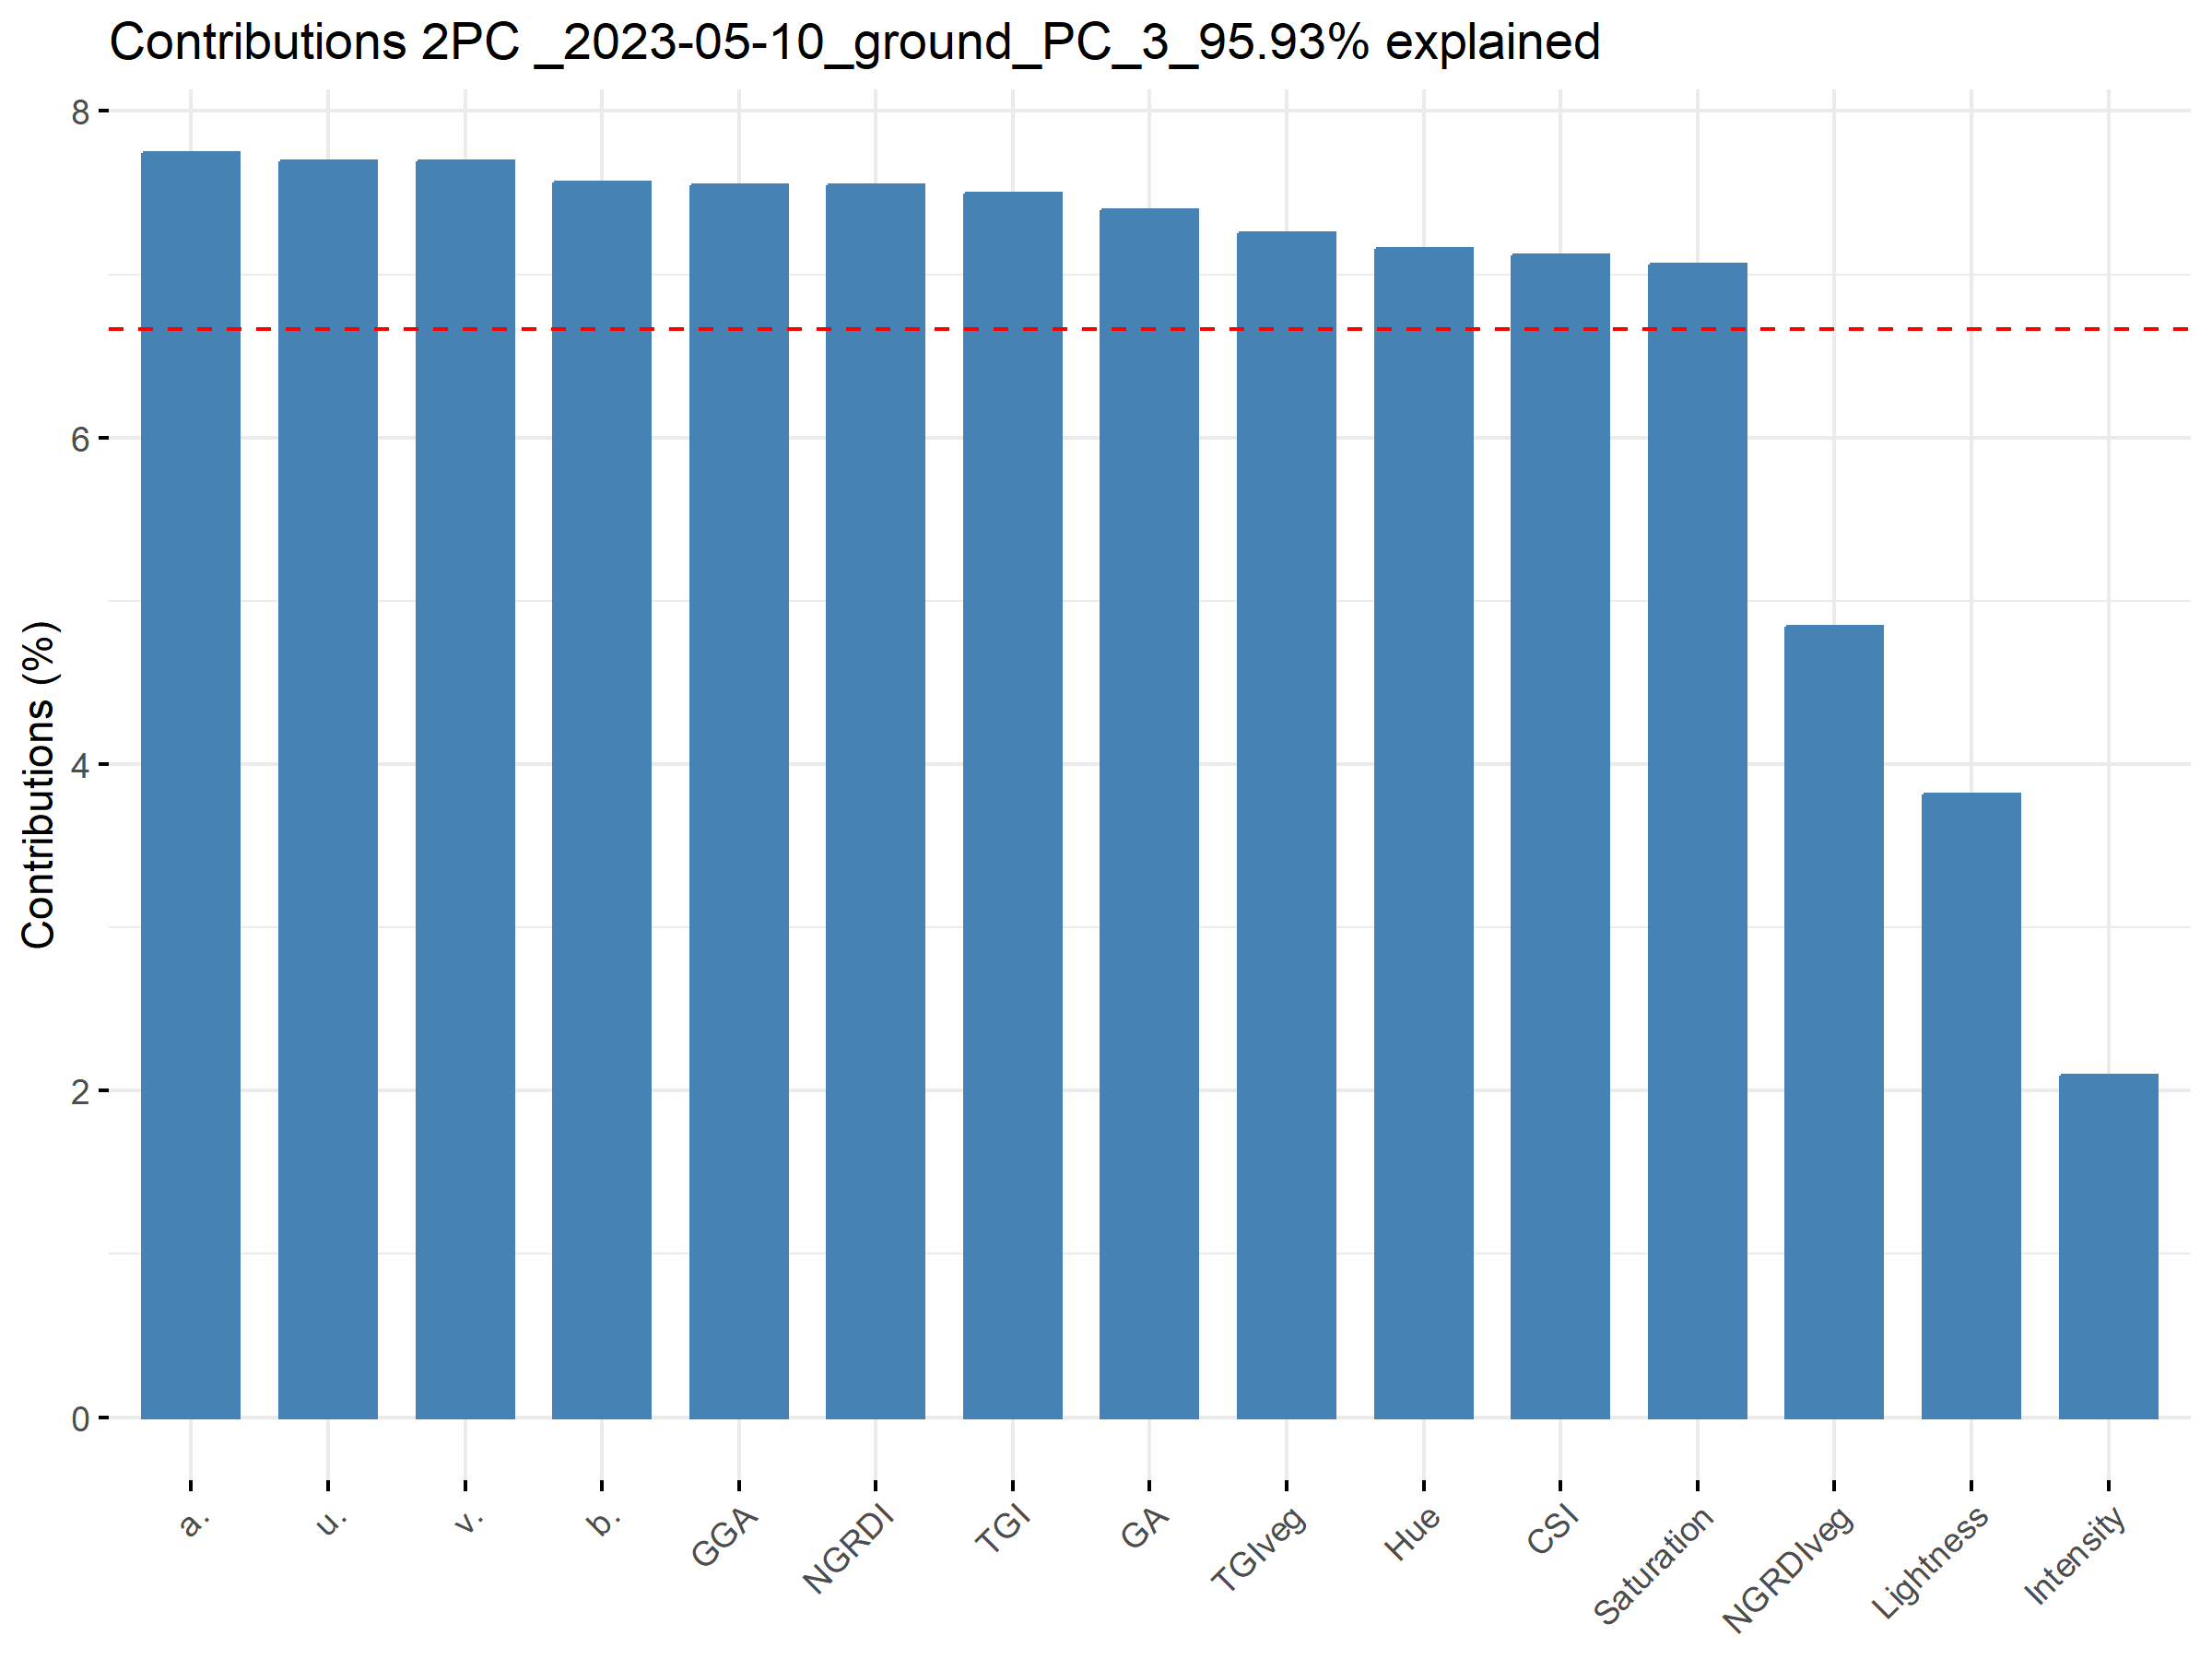 Contributions 2PC _2023-05-10_ground_PC_3_95.93% explained
Contributions (%)
8
6
4
2
0
a.
u.
v.
b.
GGA
NGRDI
TGI
GA
TGIveg
Hue
CSI
Saturation
NGRDIveg
Lightness
Intensity